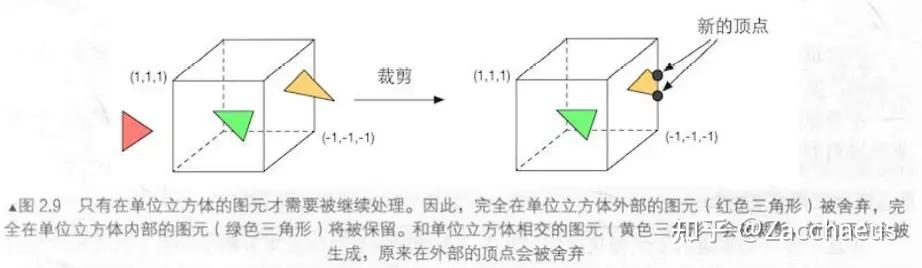 新的顶点
(1,1,1)
裁剪
(1,1,1)
(-1,-1,-1)
(-1,-1,-1)
▲图 2.9 只有在单位立方体的图元才需要被继续处理。因此，完全在单位立方体外部的图元（红色三角形）被舍弃，完
全在单位立方体内部的图元（绿色三角形）将被保留。和单位立方体相交的图元（黄色三 会 被
生成，原来在外部的顶点会被舍弃
知乎 @Zacchaeus